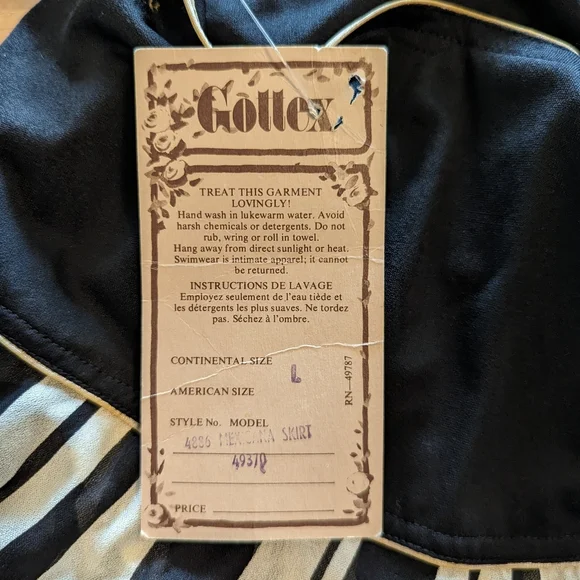 Gottex
TREAT THIS GARMENT
LOVINGLY!
Hand wash in lukewarm water. Avoid
harsh chemicals or detergents. Do not
rub, wring or roll in towel.
Hang away from direct sunlight or heat.
Swimwear is intimate apparel; it cannot
be returned.
INSTRUCTIONS DE LAVAGE
Employez seulement de l'eau tiède et
les détergents les plus suaves. Ne tordez
pas. Séchez à l'ombre.
CONTINENTAL SIZE
L
AMERICAN SIZE
RN—49787
STYLE No. MODEL
4886 MEXICANA SKIRT
PRICE